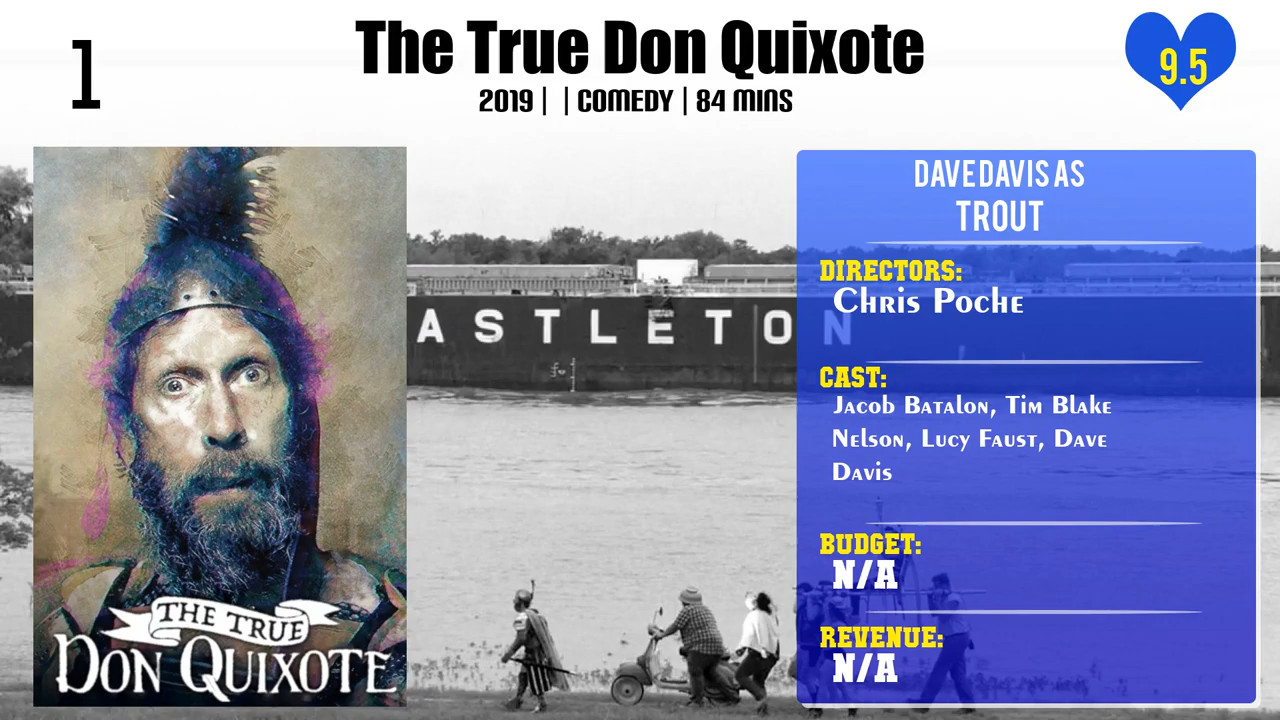 1
The True Don Quixote
2019 | | COMEDY | 84 MINS
9.5
THE TRUE
DON QUIXOTE
ASTLETON
DAVE DAVIS AS
TROUT
DIRECTORS:
Chris Poche
CAST:
Jacob Batalon, Tim Blake
Nelson, Lucy Faust, Dave
Davis
BUDGET:
N/A
REVENUE:
N/A